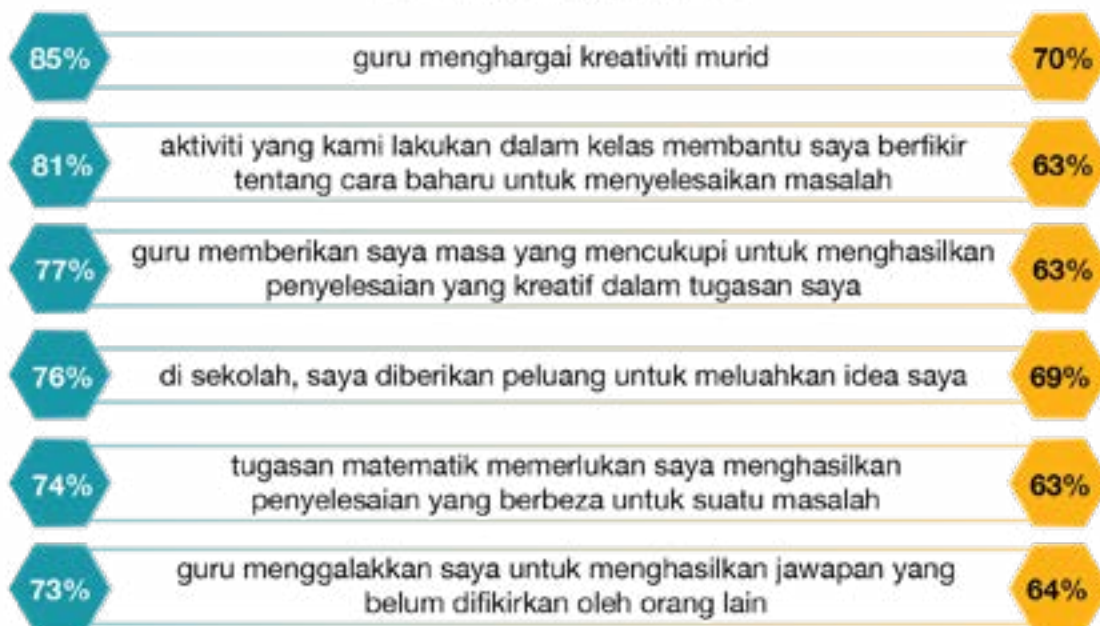 85% guru menghargai kreativiti murid 70%
aktiviti yang kami lakukan dalam kelas membantu saya berfikir
81% tentang cara baharu untuk menyelesaikan masalah 63%
guru memberikan saya masa yang mencukupi untuk menghasilkan
77% penyelesaian yang kreatif dalam tugasan saya 63%
76% di sekolah, saya diberikan peluang untuk meluahkan idea saya 69%
tugasan matematik memerlukan saya menghasilkan
74% penyelesaian yang berbeza untuk suatu masalah 63%
guru menggalakkan saya untuk menghasilkan jawapan yang
73% belum difikirkan oleh orang lain 64%